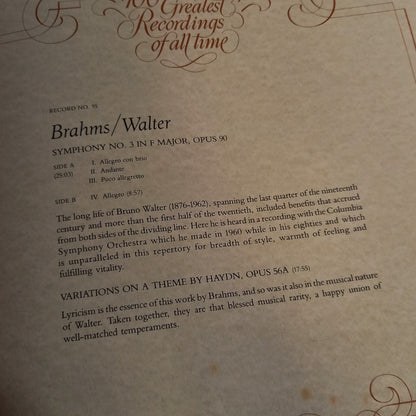 100 Greatest
Recordings
of all time
RECORD NO. 95
Brahms/Walter
SYMPHONY NO. 3 IN F MAJOR, OPUS 90
SIDE A I. Allegro con brio
(25:03) II. Andante
III. Poco allegretto
SIDE B IV. Allegro (8:57)
The long life of Bruno Walter (1876-1962), spanning the last quarter of the nineteenth
century and more than the first half of the twentieth, included benefits that accrued
from both sides of the dividing line. Here he is heard in a recording with the Columbia
Symphony Orchestra which he made in 1960 while in his eighties and which
is unparalleled in this repertory for breadth of style, warmth of feeling and
fulfilling vitality.
VARIATIONS ON A THEME BY HAYDN, OPUS 56A (17:55)
Lyricism is the essence of this work by Brahms, and so was it also in the musical nature
of Walter. Taken together, they are that blessed musical rarity, a happy union of
well-matched temperaments.